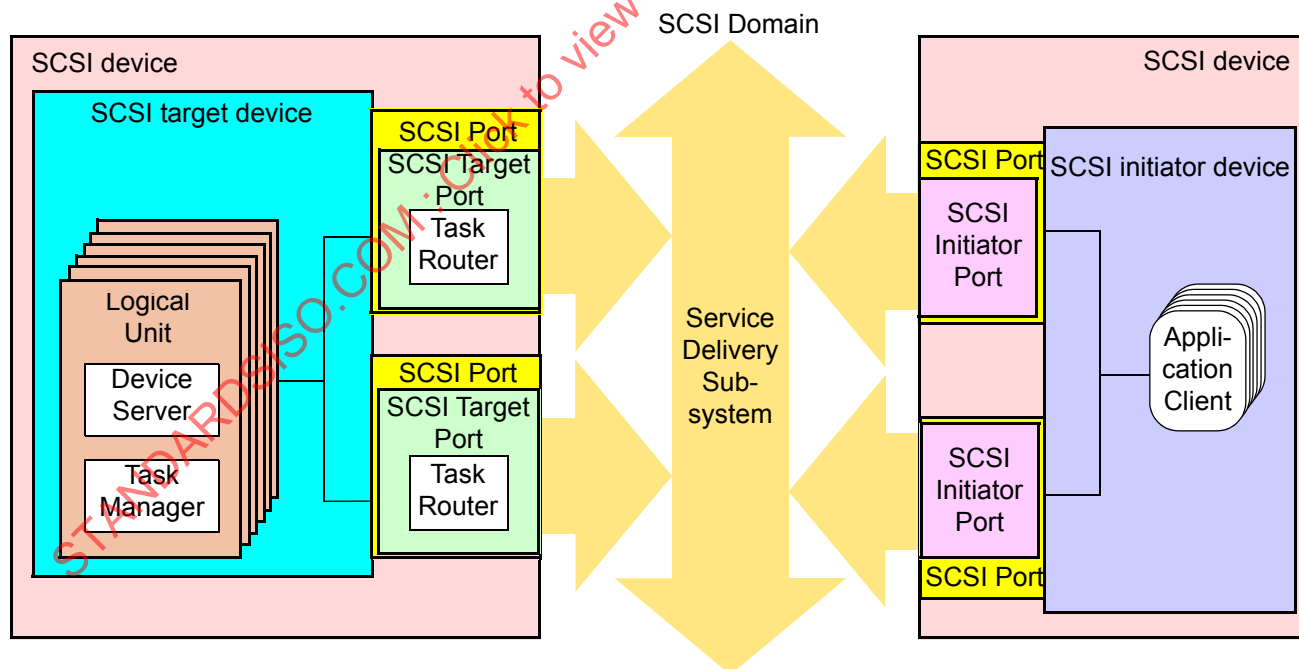 SCSI Domain
SCSI device
SCSI target device
SCSI Port
SCSI Target
Port
Task
Router
Logical
Unit
Device
Server
Task
Manager
SCSI Port
SCSI Target
Port
Task
Router
Service
Delivery
Sub-
system
SCSI device
SCSI Port
SCSI initiator device
SCSI
Initiator
Port
Appli-
cation
Client
SCSI
Initiator
Port
SCSI Port
STANDARDSISO.COM : Click to view